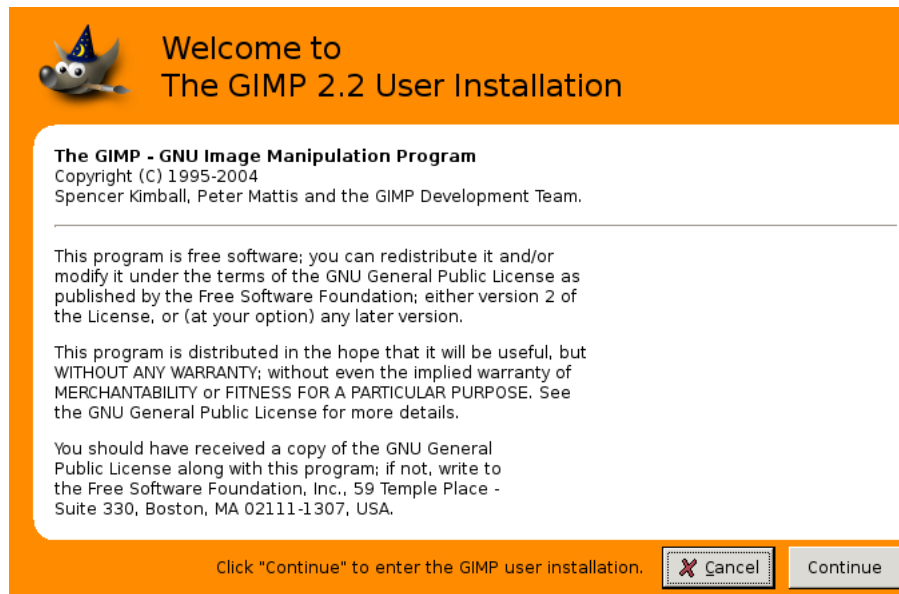 Welcome to
The GIMP 2.2 User Installation
The GIMP - GNU Image Manipulation Program
Copyright (C) 1995-2004
Spencer Kimball, Peter Mattis and the GIMP Development Team.
This program is free software; you can redistribute it and/or
modify it under the terms of the GNU General Public License as
published by the Free Software Foundation; either version 2 of
the License, or (at your option) any later version.
This program is distributed in the hope that it will be useful, but
WITHOUT ANY WARRANTY; without even the implied warranty of
MERCHANTABILITY or FITNESS FOR A PARTICULAR PURPOSE. See
the GNU General Public License for more details.
You should have received a copy of the GNU General
Public License along with this program; if not, write to
the Free Software Foundation, Inc., 59 Temple Place -
Suite 330, Boston, MA 02111-1307, USA.
Click "Continue" to enter the GIMP user installation.
Cancel
Continue